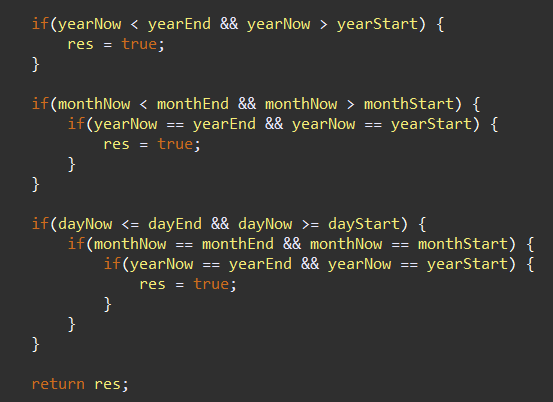 if(yearNow < yearEnd && yearNow > yearStart) {
    res = true;
}

if(monthNow < monthEnd && monthNow > monthStart) {
    if(yearNow == yearEnd && yearNow == yearStart) {
        res = true;
    }
}

if(dayNow <= dayEnd && dayNow >= dayStart) {
    if(monthNow == monthEnd && monthNow == monthStart) {
        if(yearNow == yearEnd && yearNow == yearStart) {
            res = true;
        }
    }
}

return res;